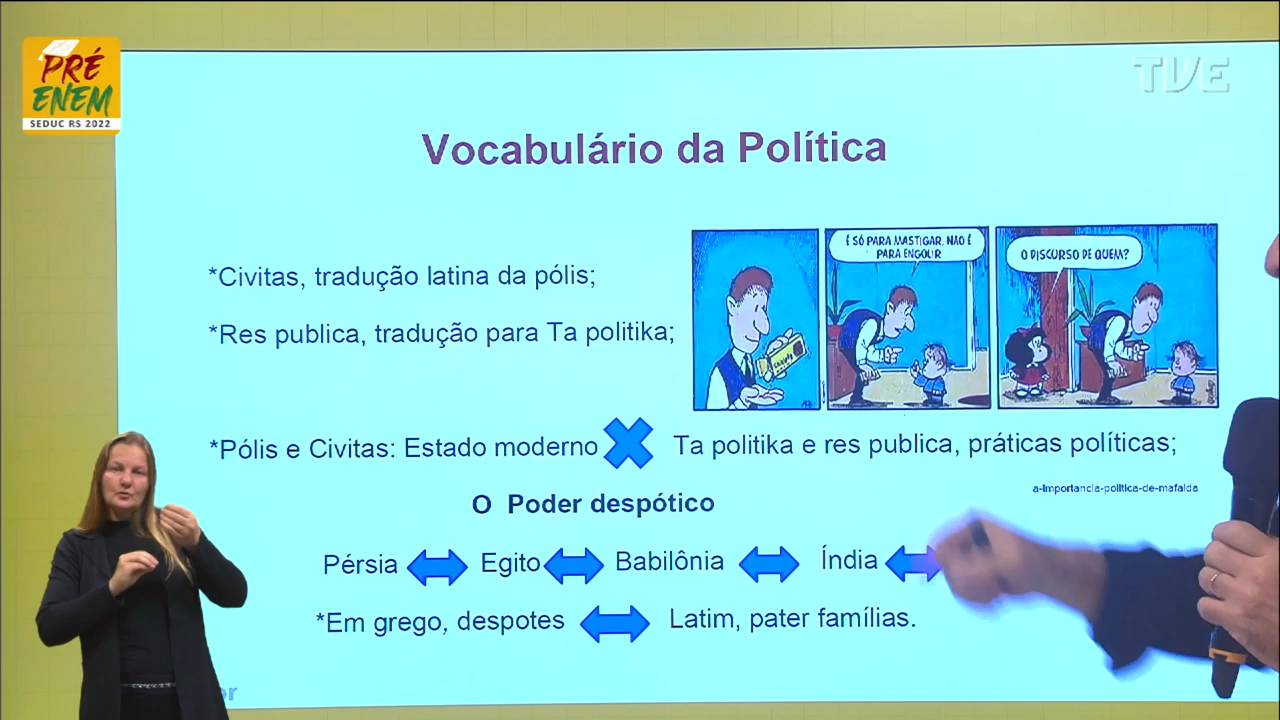 PRÉ
ENEM
SEDUC RS 2022
TVE
Vocabulário da Política
*Civitas, tradução latina da pólis;
*Res publica, tradução para Ta politika;
É SÓ PARA MASTIGAR, NÃO É
PARA ENGOLIR
O DISCURSO DE QUEM?
*Pólis e Civitas: Estado moderno Ta politika e res publica, práticas políticas;
a-importancia-politica-de-mafalda
O Poder despótico
Pérsia Egito Babilônia Índia
*Em grego, despotes Latim, pater famílias.